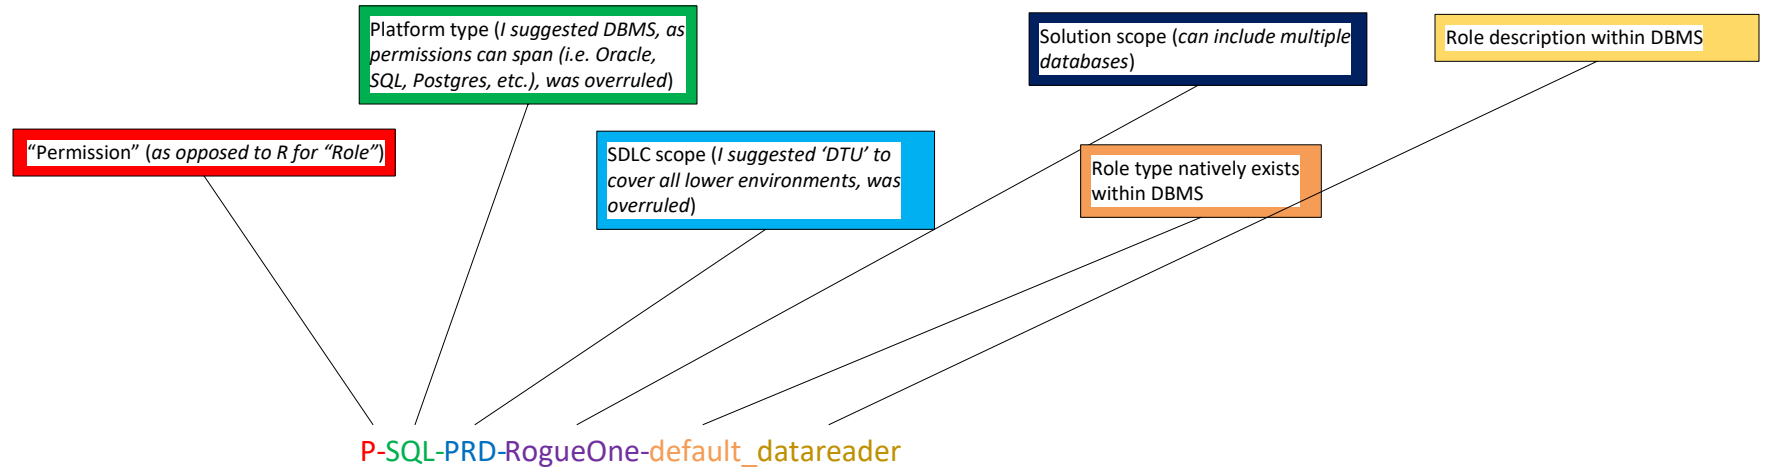 Platform type (I suggested DBMS, as
permissions can span (i.e. Oracle,
SQL, Postgres, etc.), was overruled)
Solution scope (can include multiple
databases)
Role description within DBMS
“Permission” (as opposed to R for “Role”)
SDLC scope (I suggested ‘DTU’ to
cover all lower environments, was
overruled)
Role type natively exists
within DBMS
P-SQL-PRD-RogueOne-default_datareader